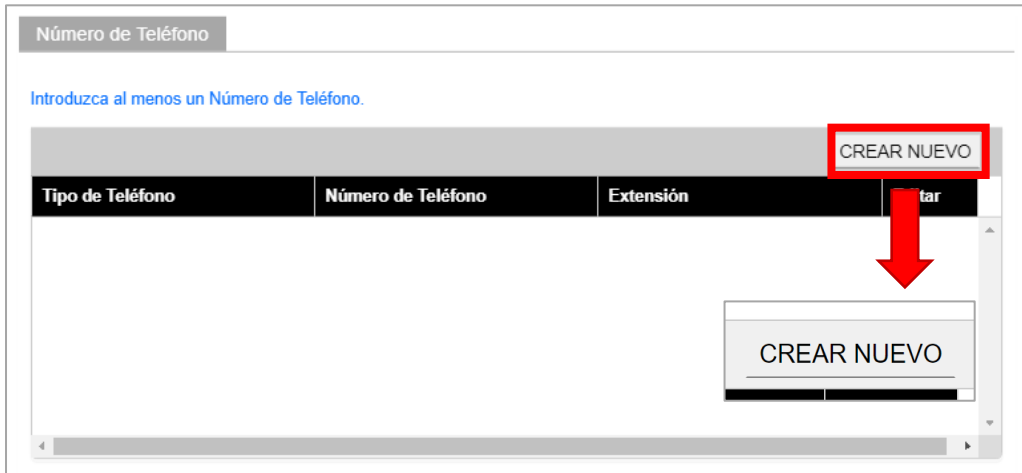 Número de Teléfono
Introduzca al menos un Número de Teléfono.
CREAR NUEVO
Tipo de Teléfono Número de Teléfono Extensión
CREAR NUEVO